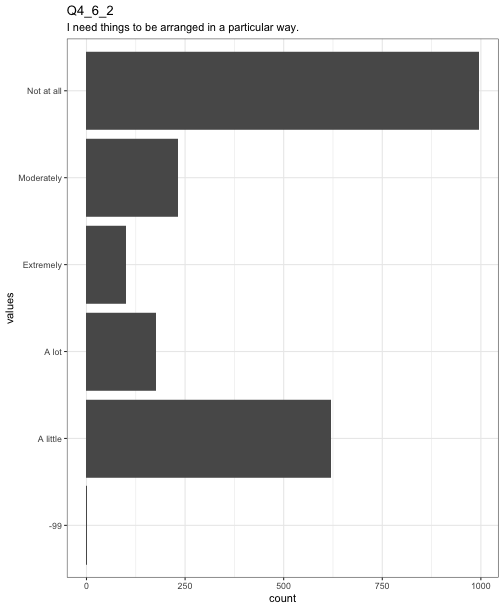 Q4_6_2
I need things to be arranged in a particular way.
Not at all
Moderately
Extremely
A lot
A little
-99
values
0
250
500
750
1000
count